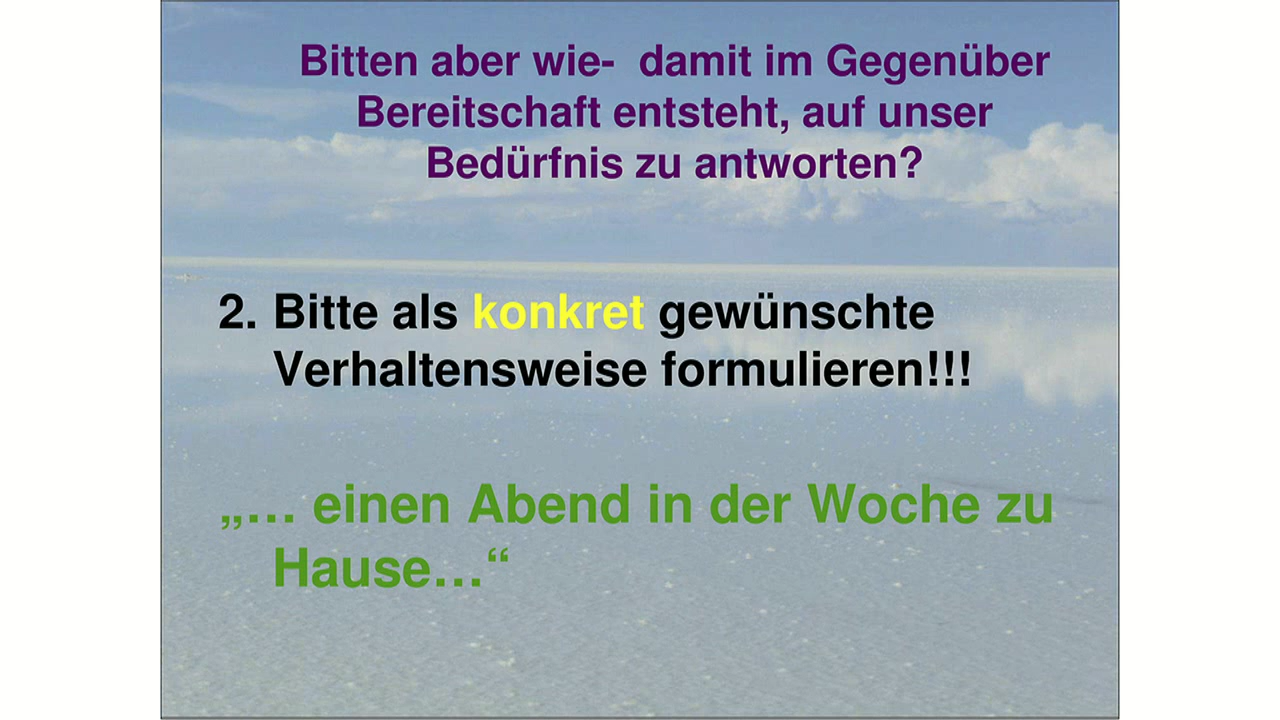 Bitten aber wie-  damit im Gegenüber
Bereitschaft entsteht, auf unser
Bedürfnis zu antworten?
2. Bitte als konkret gewünschte
Verhaltensweise formulieren!!!
„… einen Abend in der Woche zu
Hause…“